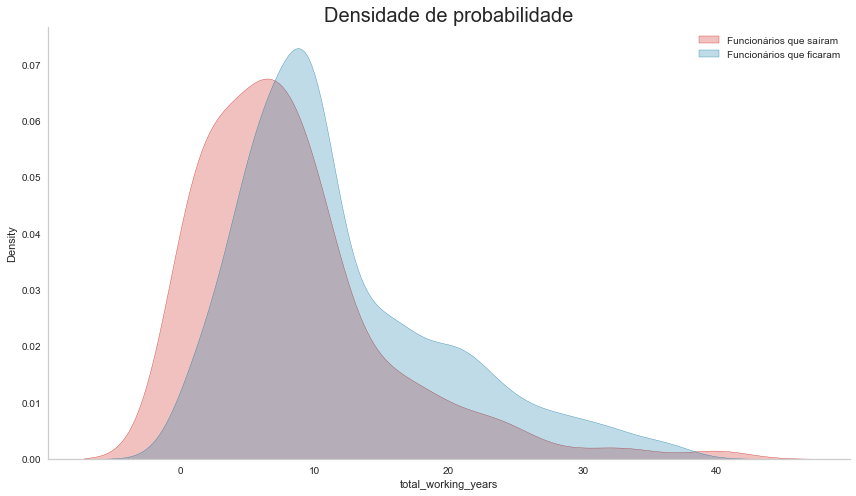 Densidade de probabilidade
Funcionários que saíram
Funcionários que ficaram
0.07
0.06
0.05
0.04
0.03
0.02
0.01
0.00
Density
0 10 20 30 40
total_working_years